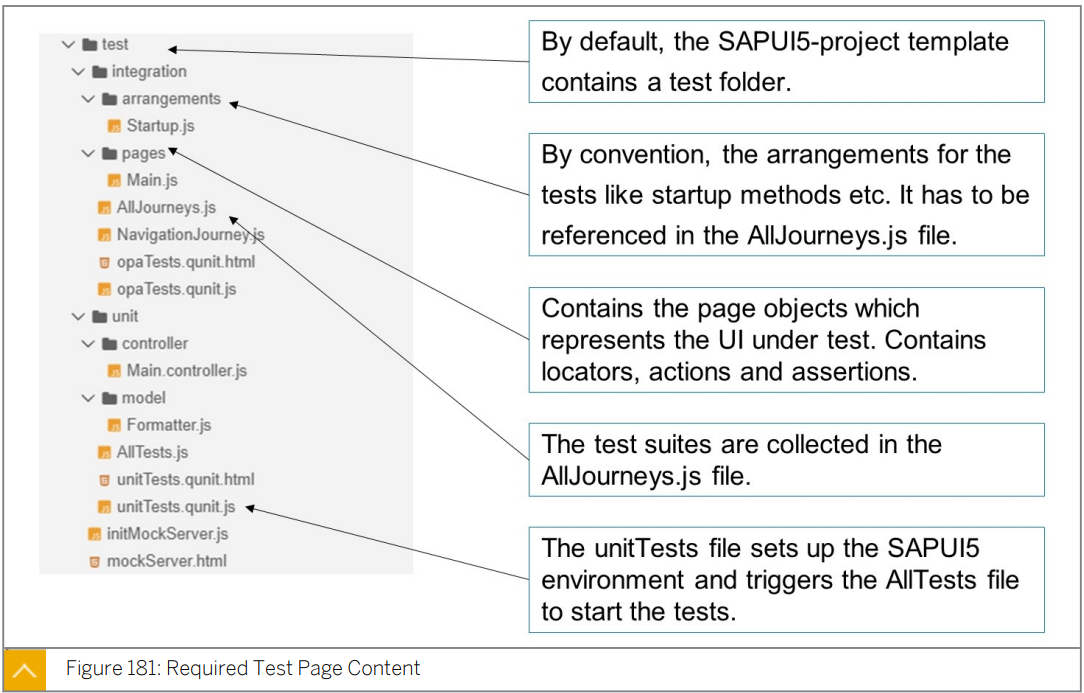 test
integration
arrangements
Startup.js
pages
Main.js
AllJourneys.js
NavigationJourney.js
opaTests.qunit.html
opaTests.qunit.js
unit
controller
Main.controller.js
model
Formatter.js
AllTests.js
unitTests.qunit.html
unitTests.qunit.js
initMockServer.js
mockServer.html
By default, the SAPUI5-project template
contains a test folder.
By convention, the arrangements for the
tests like startup methods etc. It has to be
referenced in the AllJourneys.js file.
Contains the page objects which
represents the UI under test. Contains
locators, actions and assertions.
The test suites are collected in the
AllJourneys.js file.
The unitTests file sets up the SAPUI5
environment and triggers the AllTests file
to start the tests.
Figure 181: Required Test Page Content